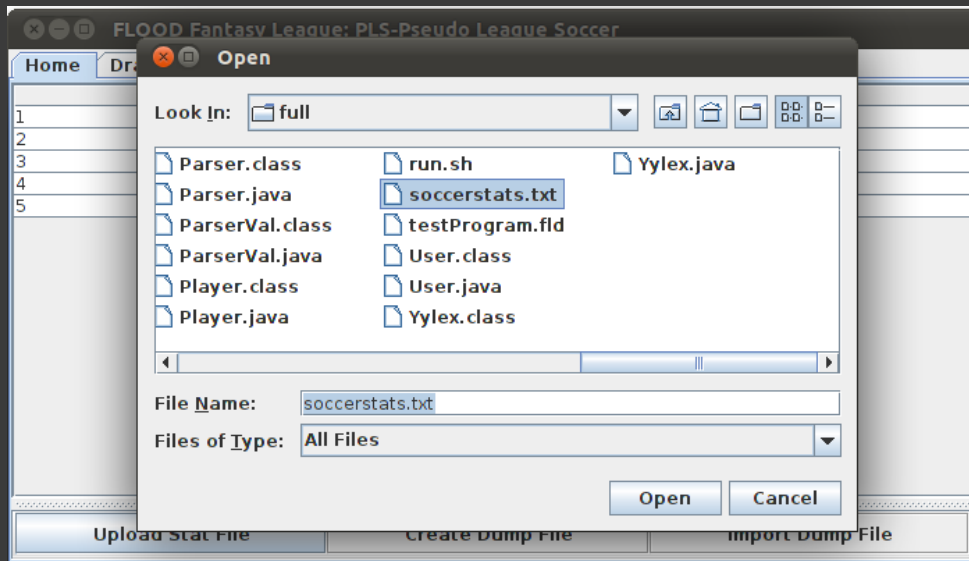 FLOOD Fantasy League: PLS-Pseudo League Soccer
Home Dra
Open
Look In: full
1
2
3
4
5
Parser.class run.sh Yylex.java
Parser.java soccerstats.txt
ParserVal.class testProgram.fld
ParserVal.java User.class
Player.class User.java
Player.java Yylex.class
File Name: soccerstats.txt
Files of Type: All Files
Open Cancel
Upload Stat File Create Dump File Import Dump File